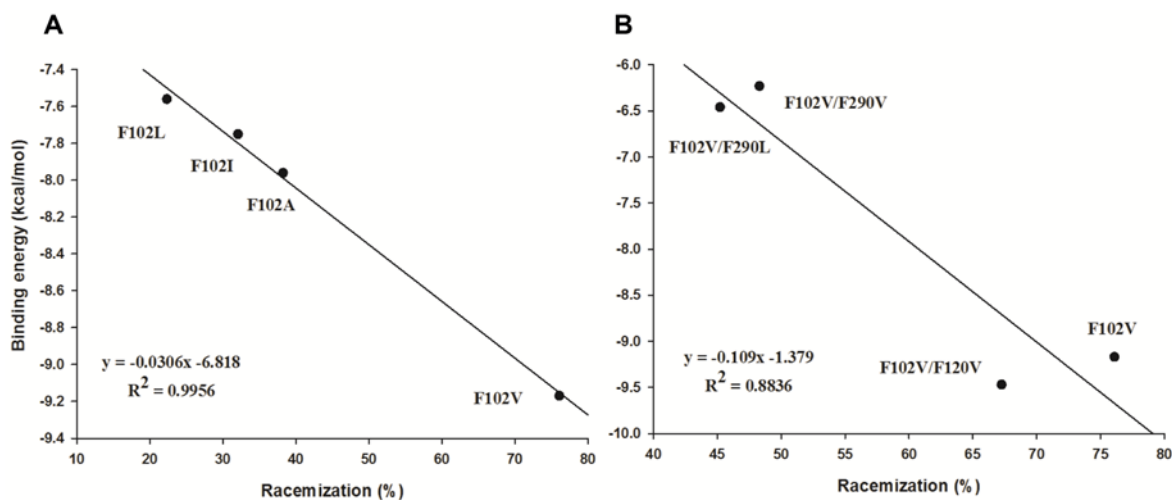 A
Binding energy (kcal/mol)
-7.4
-7.6
-7.8
-8.0
-8.2
-8.4
-8.6
-8.8
-9.0
-9.2
-9.4
F102L
F102I
F102A
F102V
y = -0.0306x -6.818
R² = 0.9956
10 20 30 40 50 60 70 80
Racemization (%)
B
-6.0
-6.5
-7.0
-7.5
-8.0
-8.5
-9.0
-9.5
-10.0
F102V/F290V
F102V/F290L
F102V
F102V/F120V
y = -0.109x -1.379
R² = 0.8836
40 45 50 55 60 65 70 75 80
Racemization (%)